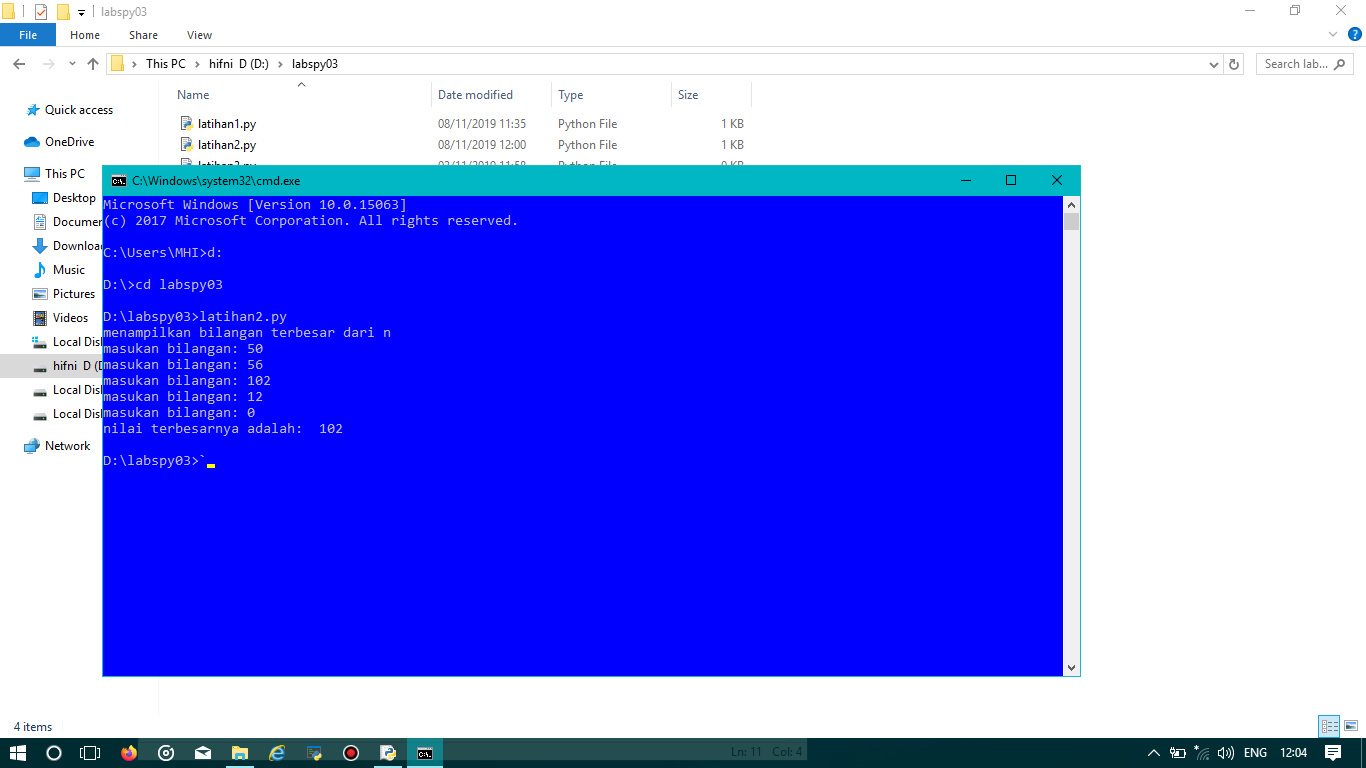 labspy03
File Home Share View
This PC hifni D (D:) labspy03
Search lab...
Name Date modified Type Size
Quick access
latihan1.py 08/11/2019 11:35 Python File 1 KB
OneDrive
latihan2.py 08/11/2019 12:00 Python File 1 KB
This PC
Desktop
Documen
Downloa
Music
Pictures
Videos
Local Dis
hifni D (D
Local Dis
Local Dis
Network
C:\Windows\system32\cmd.exe
Microsoft Windows [Version 10.0.15063]
(c) 2017 Microsoft Corporation. All rights reserved.
C:\Users\MHI>d:
D:\>cd labspy03
D:\labspy03>latihan2.py
menampilkan bilangan terbesar dari n
masukan bilangan: 50
masukan bilangan: 56
masukan bilangan: 102
masukan bilangan: 12
masukan bilangan: 0
nilai terbesarnya adalah:  102
D:\labspy03>`
4 items
Ln: 11 Col: 4
ENG 12:04